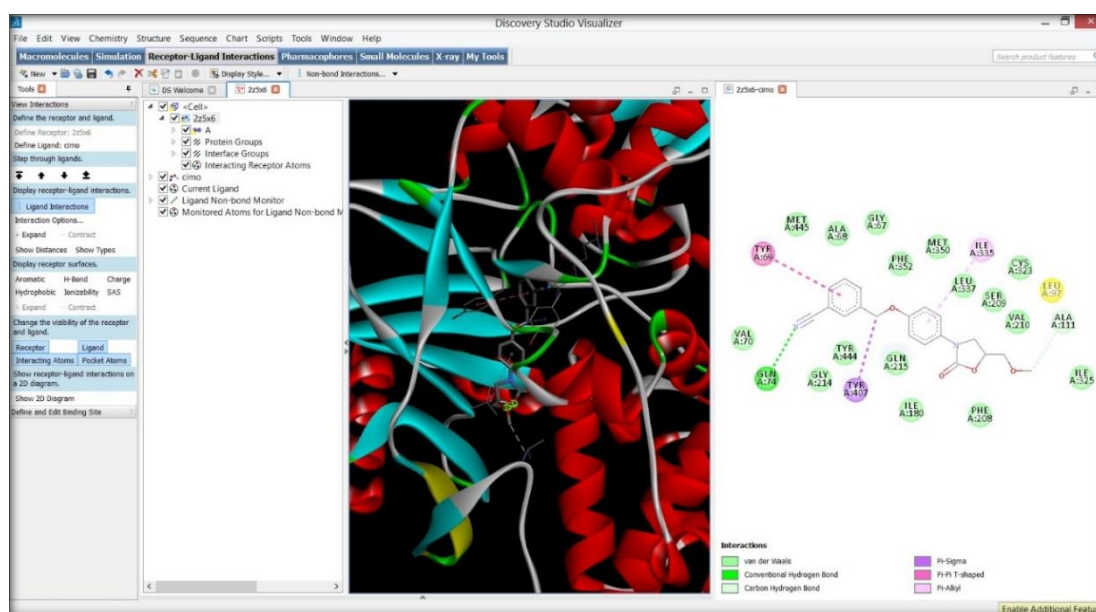 Discovery Studio Visualizer
File Edit View Chemistry Structure Sequence Chart Scripts Tools Window Help
Macromolecules Simulation Receptor-Ligand Interactions Pharmacophores Small Molecules X-ray My Tools
Search product features
New Display Style... Non-bond Interactions...
Tools
View Interactions
Define the receptor and ligand.
Define Receptor: 2z5x6
Define Ligand: cimo
Step through ligands.
Display receptor-ligand interactions.
Ligand Interactions
Interaction Options...
+ Expand - Contract
Show Distances Show Types
Display receptor surfaces.
Aromatic H-Bond Charge
Hydrophobic Ionizability SAS
+ Expand - Contract
Change the visibility of the receptor and ligand.
Receptor Ligand
Interacting Atoms Pocket Atoms
Show receptor-ligand interactions on a 2D diagram.
Show 2D Diagram
Define and Edit Binding Site
DS Welcome 2z5x6
<Cell>
2z5x6
A
Protein Groups
Interface Groups
Interacting Receptor Atoms
cimo
Current Ligand
Ligand Non-bond Monitor
Monitored Atoms for Ligand Non-bond M
2z5x6-cimo
MET A:445
ALA A:68
GLY A:67
TYR A:69
PHE A:352
MET A:350
ILE A:335
CYS A:323
LEU A:337
SER A:209
LEU A:97
VAL A:210
ALA A:111
VAL A:70
TYR A:444
GLN A:215
GLN A:74
GLY A:214
TYR A:407
ILE A:325
ILE A:180
PHE A:208
N
O
N
O
O
O
Interactions
van der Waals
Conventional Hydrogen Bond
Carbon Hydrogen Bond
Pi-Sigma
Pi-Pi T-shaped
Pi-Alkyl
Enable Additional Featu